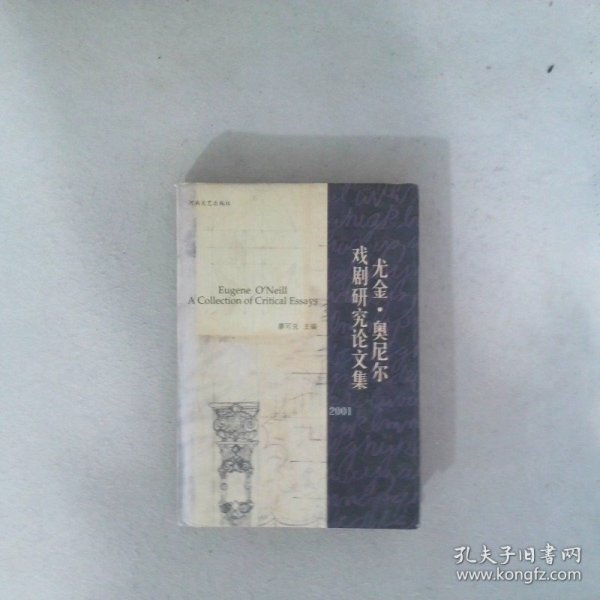 河南文艺出版社
Eugene O'Neill
A Collection of Critical Essays
廖可兑 主编
尤金·奥尼尔
戏剧研究论文集
2001
孔夫子旧书网
www.kongfz.com